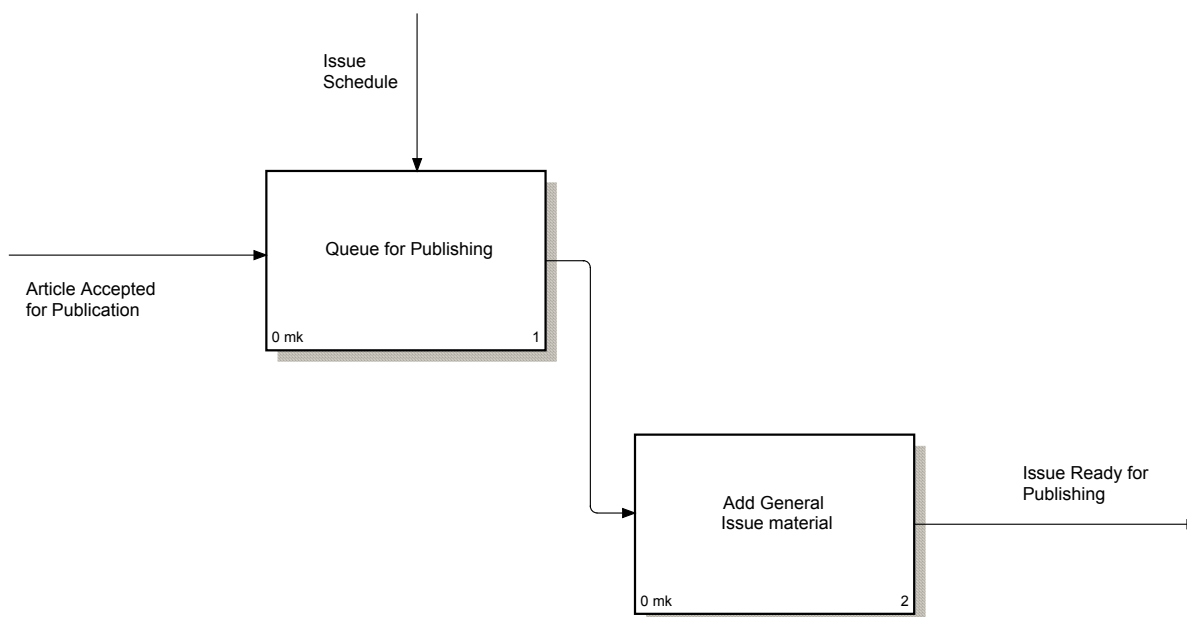 Issue
Schedule
Queue for Publishing
Article Accepted
for Publication
0 mk
1
Add General
Issue material
Issue Ready for
Publishing
0 mk
2